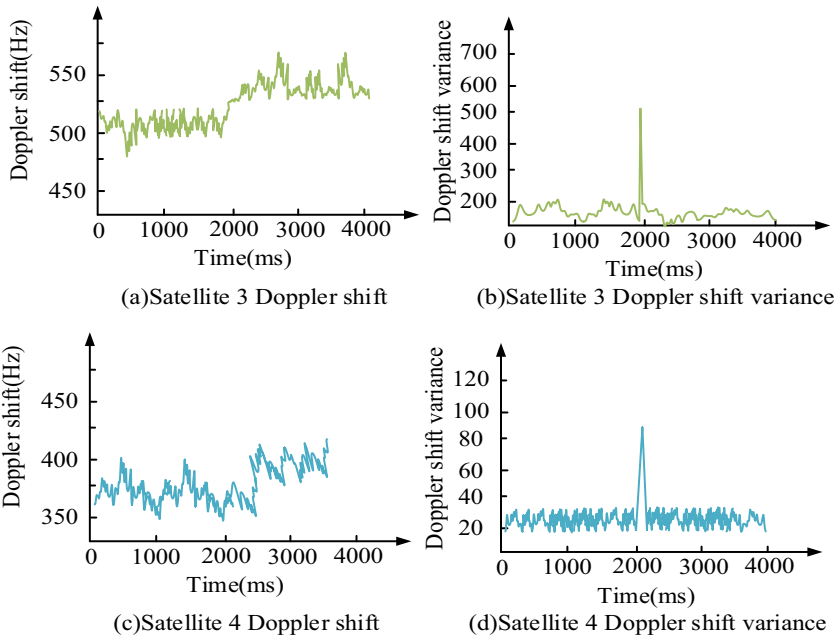 Doppler shift(Hz)
550
500
450
0 1000 2000 3000 4000
Time(ms)
(a)Satellite 3 Doppler shift
Doppler shift variance
700
600
500
400
300
200
0 1000 2000 3000 4000
Time(ms)
(b)Satellite 3 Doppler shift variance
Doppler shift(Hz)
450
400
350
0 1000 2000 3000 4000
Time(ms)
(c)Satellite 4 Doppler shift
Doppler shift variance
120
100
80
60
40
20
0 1000 2000 3000 4000
Time(ms)
(d)Satellite 4 Doppler shift variance